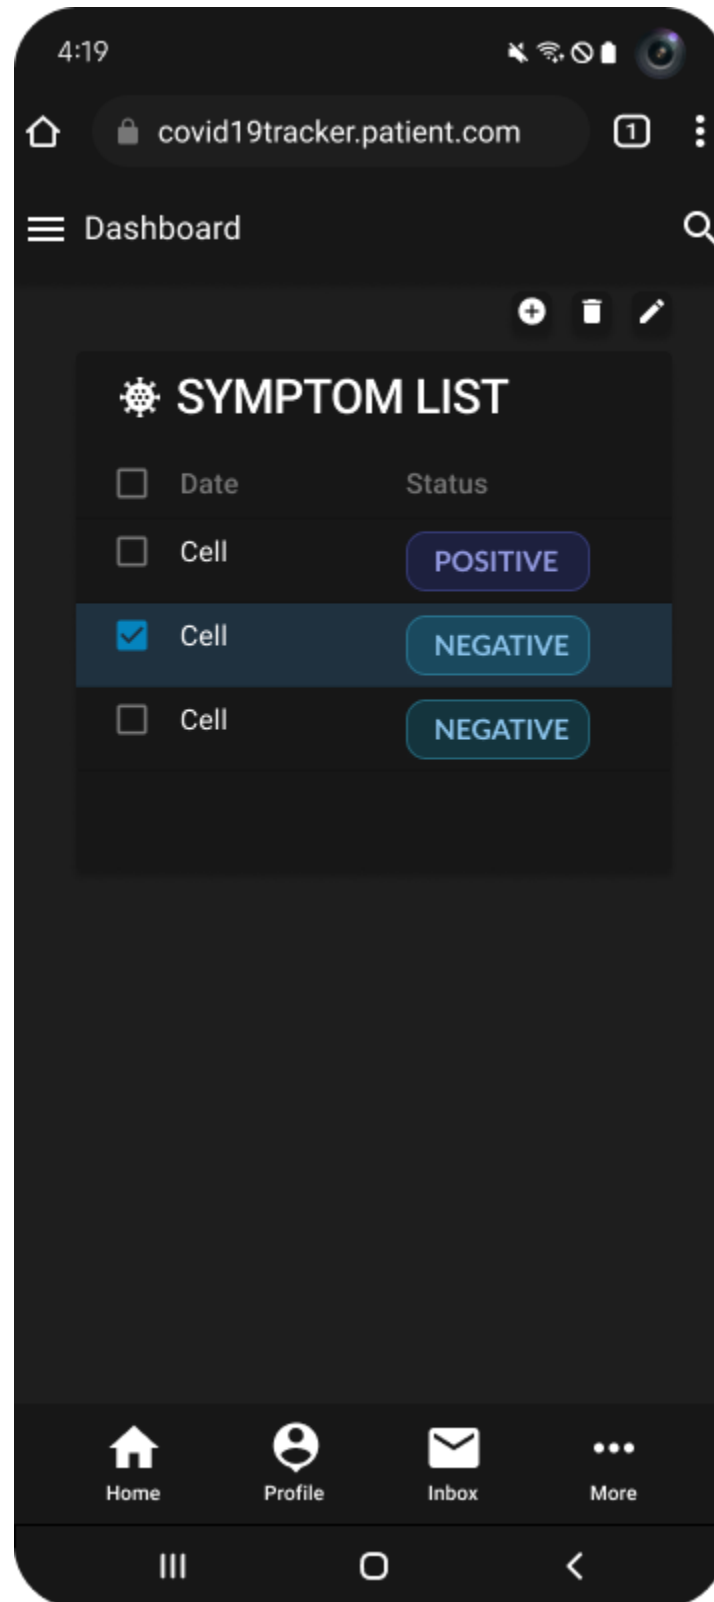 4:19
covid19tracker.patient.com 1
Dashboard
SYMPTOM LIST
Date Status
Cell POSITIVE
Cell NEGATIVE
Cell NEGATIVE
Home Profile Inbox More